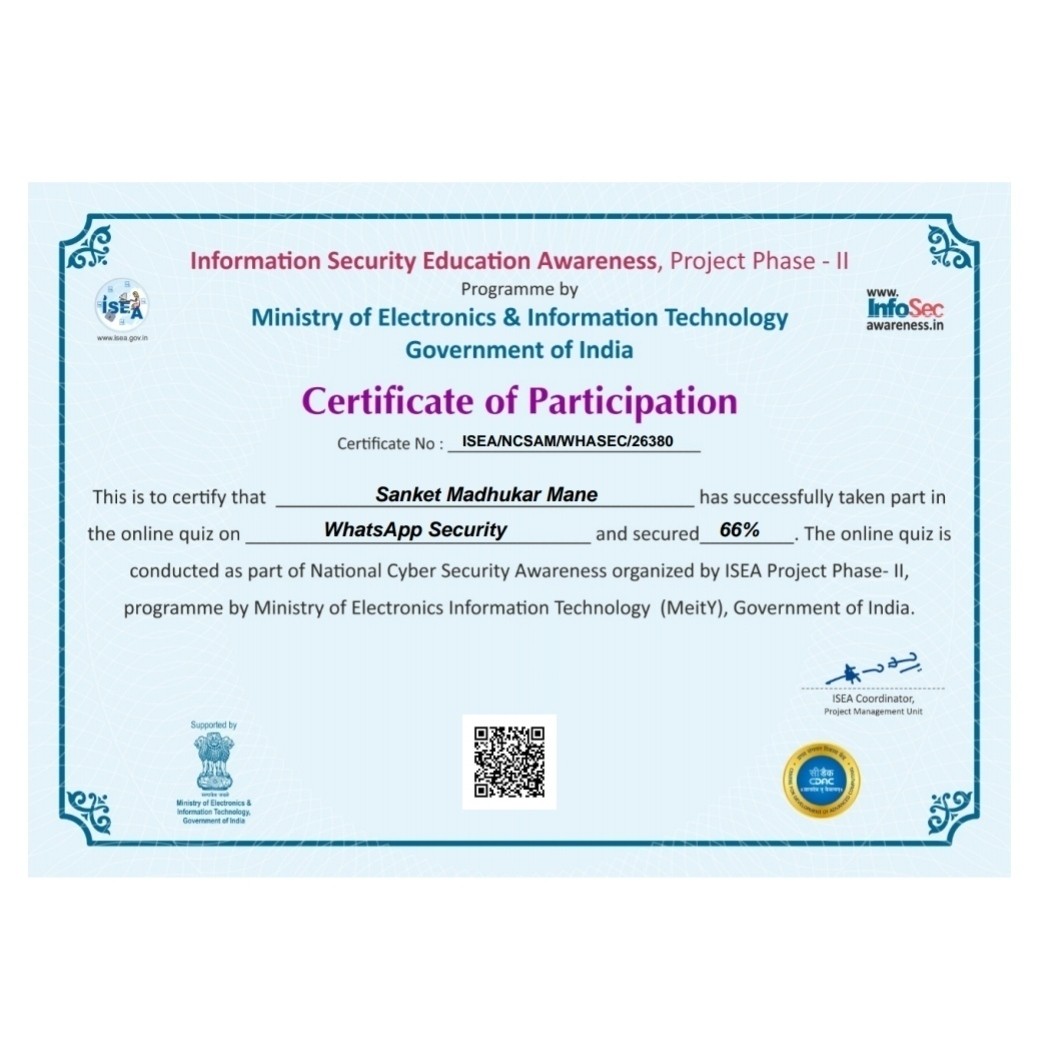 Information Security Education Awareness, Project Phase - II
Programme by
Ministry of Electronics & Information Technology
Government of India
ISEA
www.isea.gov.in
www.
InfoSec
awareness.in
Certificate of Participation
Certificate No : ISEA/NCSAM/WHASEC/26380
This is to certify that Sanket Madhukar Mane has successfully taken part in
the online quiz on WhatsApp Security and secured 66% . The online quiz is
conducted as part of National Cyber Security Awareness organized by ISEA Project Phase- II,
programme by Ministry of Electronics Information Technology (MeitY), Government of India.
ISEA Coordinator,
Project Management Unit
Supported by
सत्यमेव जयते
Ministry of Electronics &
Information Technology,
Government of India
सी डैक
CDAC